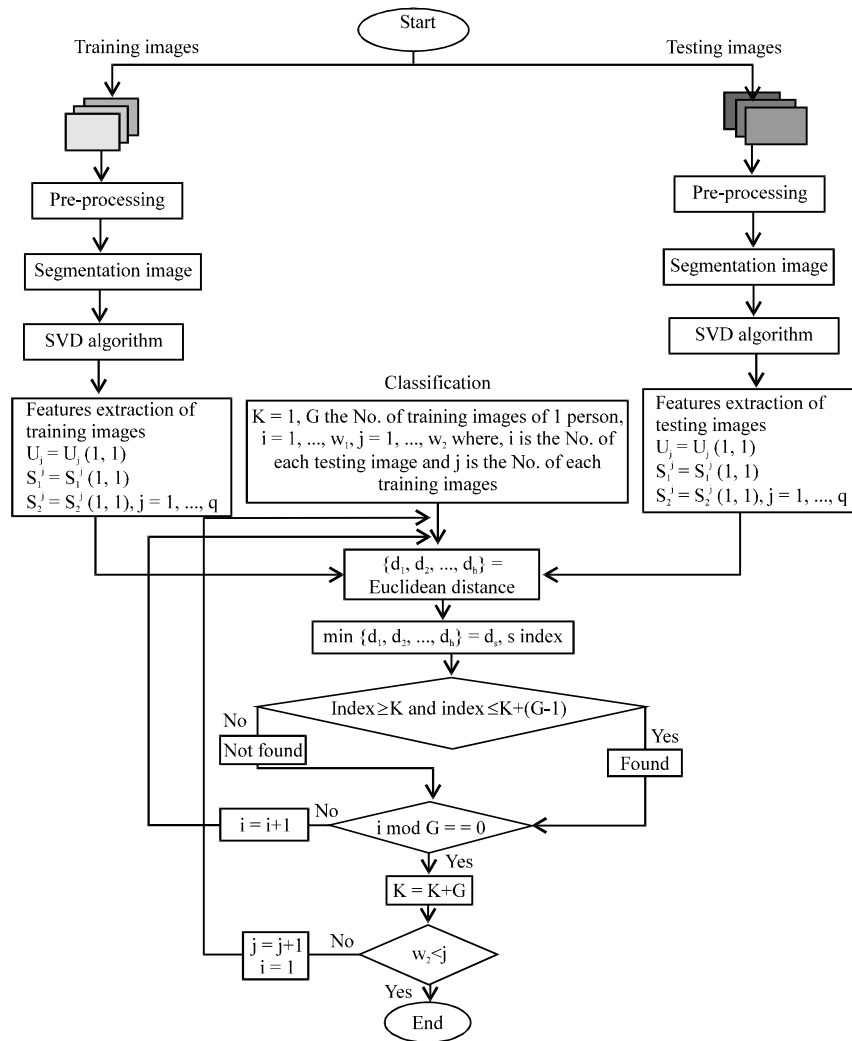 Start
Training images
Testing images
Pre-processing
Segmentation image
SVD algorithm
Features extraction of
training images
Uⱼ = Uⱼ (1, 1)
S₁ʲ = S₁ʲ (1, 1)
S₂ʲ = S₂ʲ (1, 1), j = 1, ..., q
Pre-processing
Segmentation image
SVD algorithm
Features extraction of
testing images
Uⱼ = Uⱼ (1, 1)
S₁ʲ = S₁ʲ (1, 1)
S₂ʲ = S₂ʲ (1, 1), j = 1, ..., q
Classification
K = 1, G the No. of training images of 1 person,
i = 1, ..., w₁, j = 1, ..., w₂ where, i is the No. of
each testing image and j is the No. of each
training images
{d₁, d₂, ..., dₕ} =
Euclidean distance
min {d₁, d₂, ..., dₕ} = dₛ, s index
Index≥K and index≤K+(G-1)
No
Not found
Yes
Found
i mod G = = 0
No
i = i+1
Yes
K = K+G
w₂<j
No
j = j+1
i = 1
Yes
End